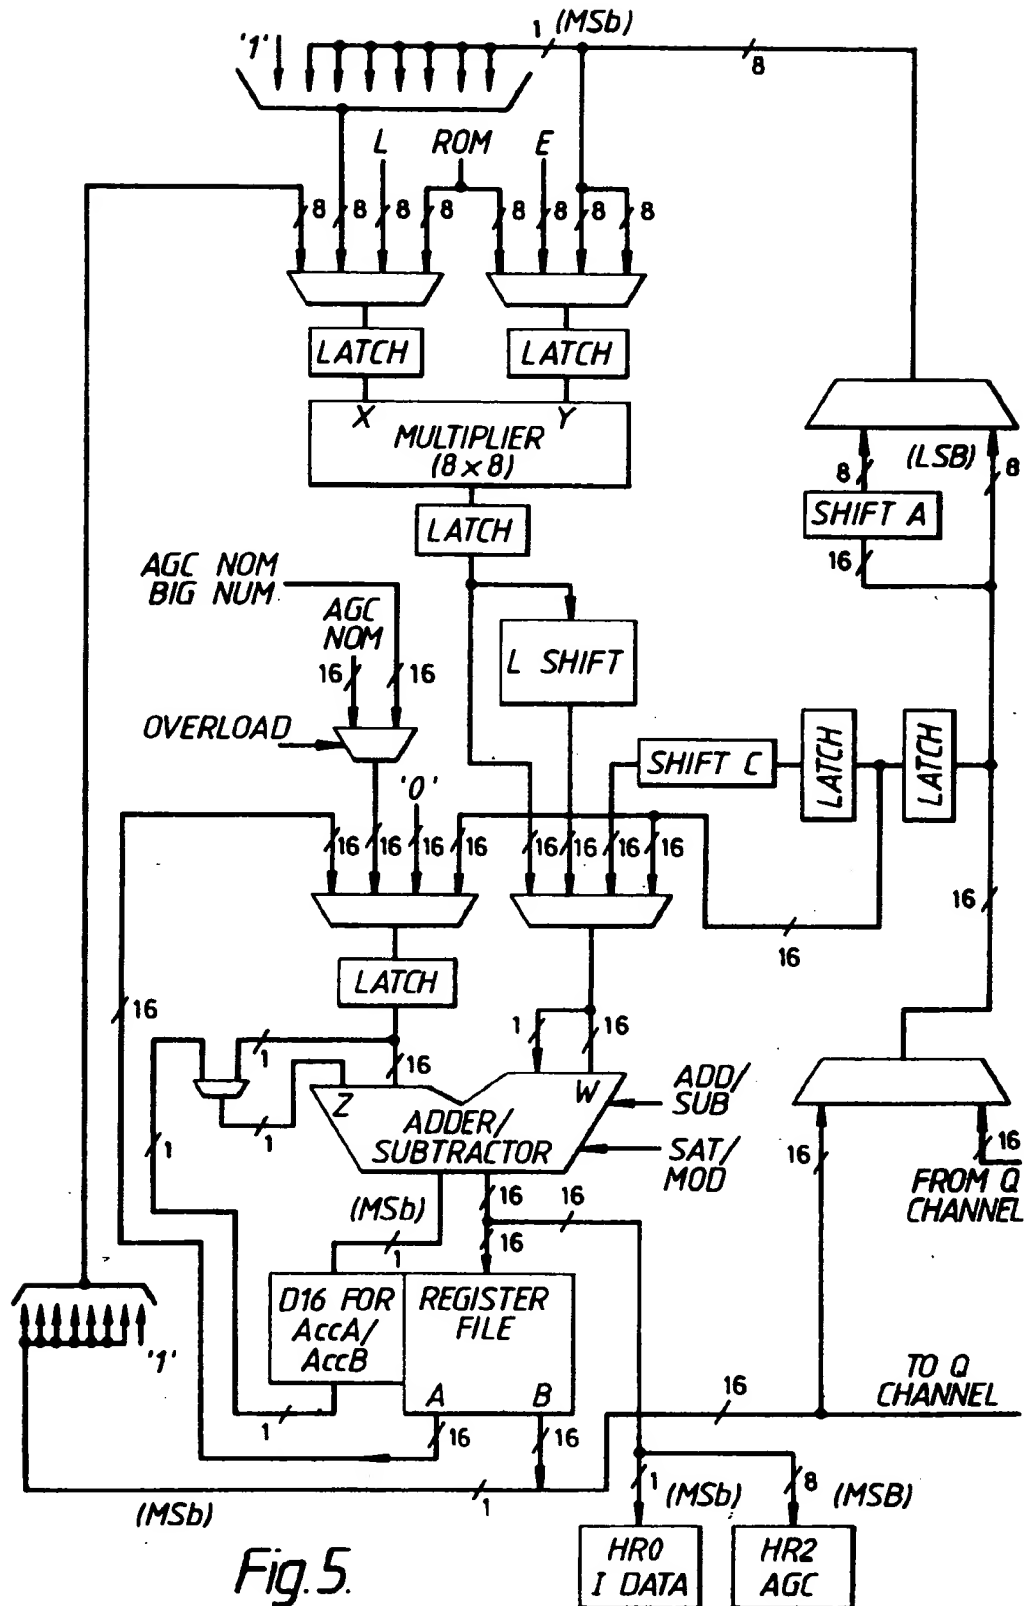 '1'
1 (MSb)
8
L ROM E
8 8 8 8 8 8 8 8
LATCH LATCH
X Y
MULTIPLIER
(8 x 8)
LATCH
8 (LSB) 8
SHIFT A
16
AGC NOM
BIG NUM
AGC
NOM
16 16
L SHIFT
OVERLOAD
SHIFT C LATCH LATCH
'0'
16 16 16 16 16 16 16 16
16
16
LATCH
16
1 1 16
16
Z W
ADD/
SUB
ADDER/
SUBTRACTOR
1
1
SAT/
MOD
16 16
FROM Q
CHANNEL
(MSb) 16 16
1 16
D16 FOR
AccA/
AccB
REGISTER
FILE
'1'
A B
TO Q
CHANNEL
16
1 16 16
(MSb) 1
1 (MSb) 8 (MSB)
HR0
I DATA
HR2
AGC
Fig. 5.